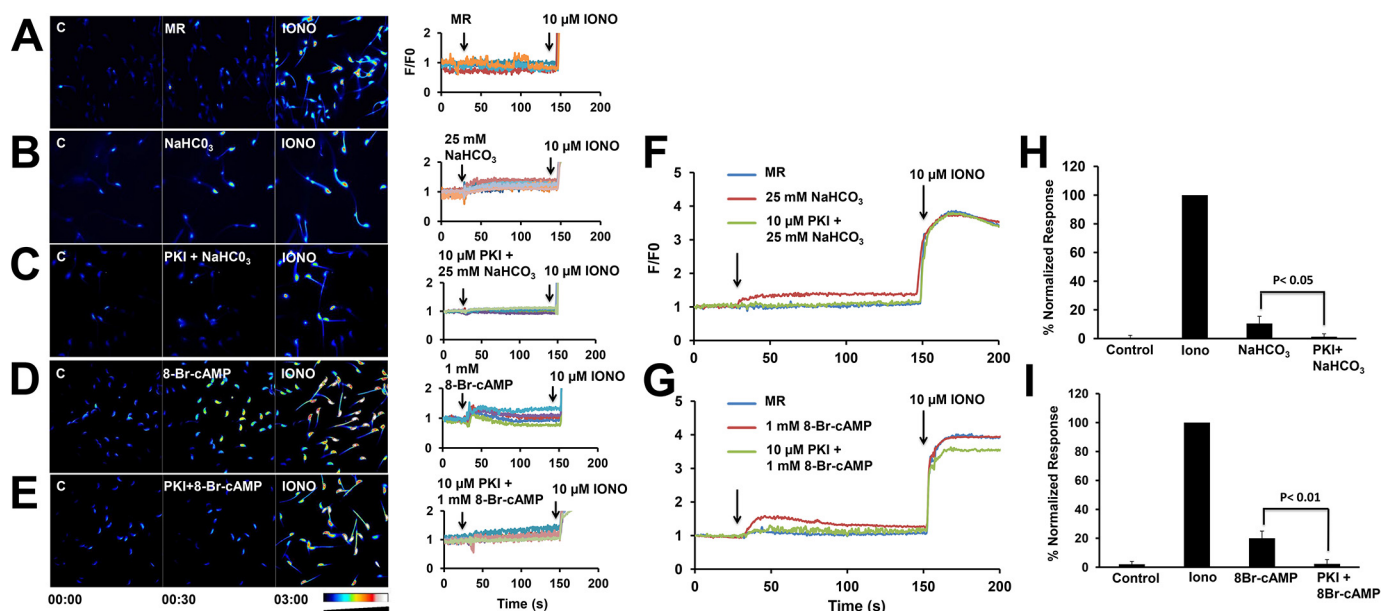 A
C
MR
IONO
F/F0
2
1
0
MR
10 µM IONO
0
50
100
150
200
B
C
NaHC0₃
IONO
2
1
0
25 mM
NaHCO₃
10 µM IONO
0
50
100
150
200
C
C
PKI + NaHC0₃
IONO
2
1
0
10 µM PKI +
25 mM NaHCO₃
10 µM IONO
0
50
100
150
200
D
C
8-Br-cAMP
IONO
2
1
0
1 mM
8-Br-cAMP
10 µM IONO
0
50
100
150
200
E
C
PKI+8-Br-cAMP
IONO
2
1
0
10 µM PKI +
1 mM 8-Br-cAMP
10 µM IONO
0
50
100
150
200
Time (s)
00:00
00:30
03:00
F
F/F0
5
4
3
2
1
0
MR
25 mM NaHCO₃
10 µM PKI +
25 mM NaHCO₃
10 µM IONO
0
50
100
150
200
G
5
4
3
2
1
0
MR
1 mM 8-Br-cAMP
10 µM PKI +
1 mM 8-Br-cAMP
10 µM IONO
0
50
100
150
200
Time (s)
H
% Normalized Response
120
100
80
60
40
20
0
P< 0.05
Control
Iono
NaHCO₃
PKI+
NaHCO₃
I
% Normalized Response
120
100
80
60
40
20
0
P< 0.01
Control
Iono
8Br-cAMP
PKI +
8Br-cAMP